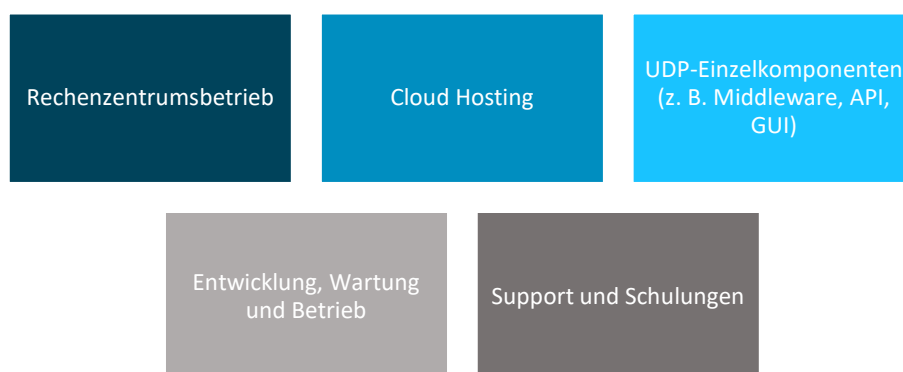 Rechenzentrumsbetrieb
Cloud Hosting
UDP-Einzelkomponenten
(z. B. Middleware, API,
GUI)
Entwicklung, Wartung
und Betrieb
Support und Schulungen